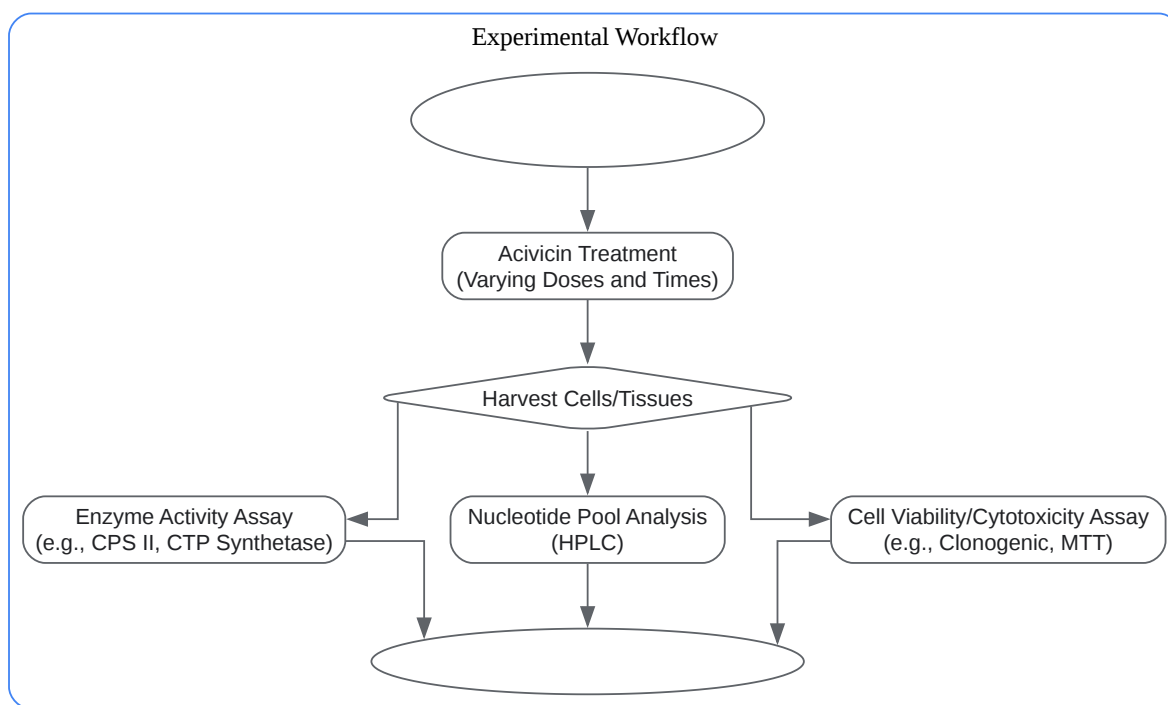 Experimental Workflow
Acivicin Treatment
(Varying Doses and Times)
Harvest Cells/Tissues
Enzyme Activity Assay
(e.g., CPS II, CTP Synthetase)
Nucleotide Pool Analysis
(HPLC)
Cell Viability/Cytotoxicity Assay
(e.g., Clonogenic, MTT)